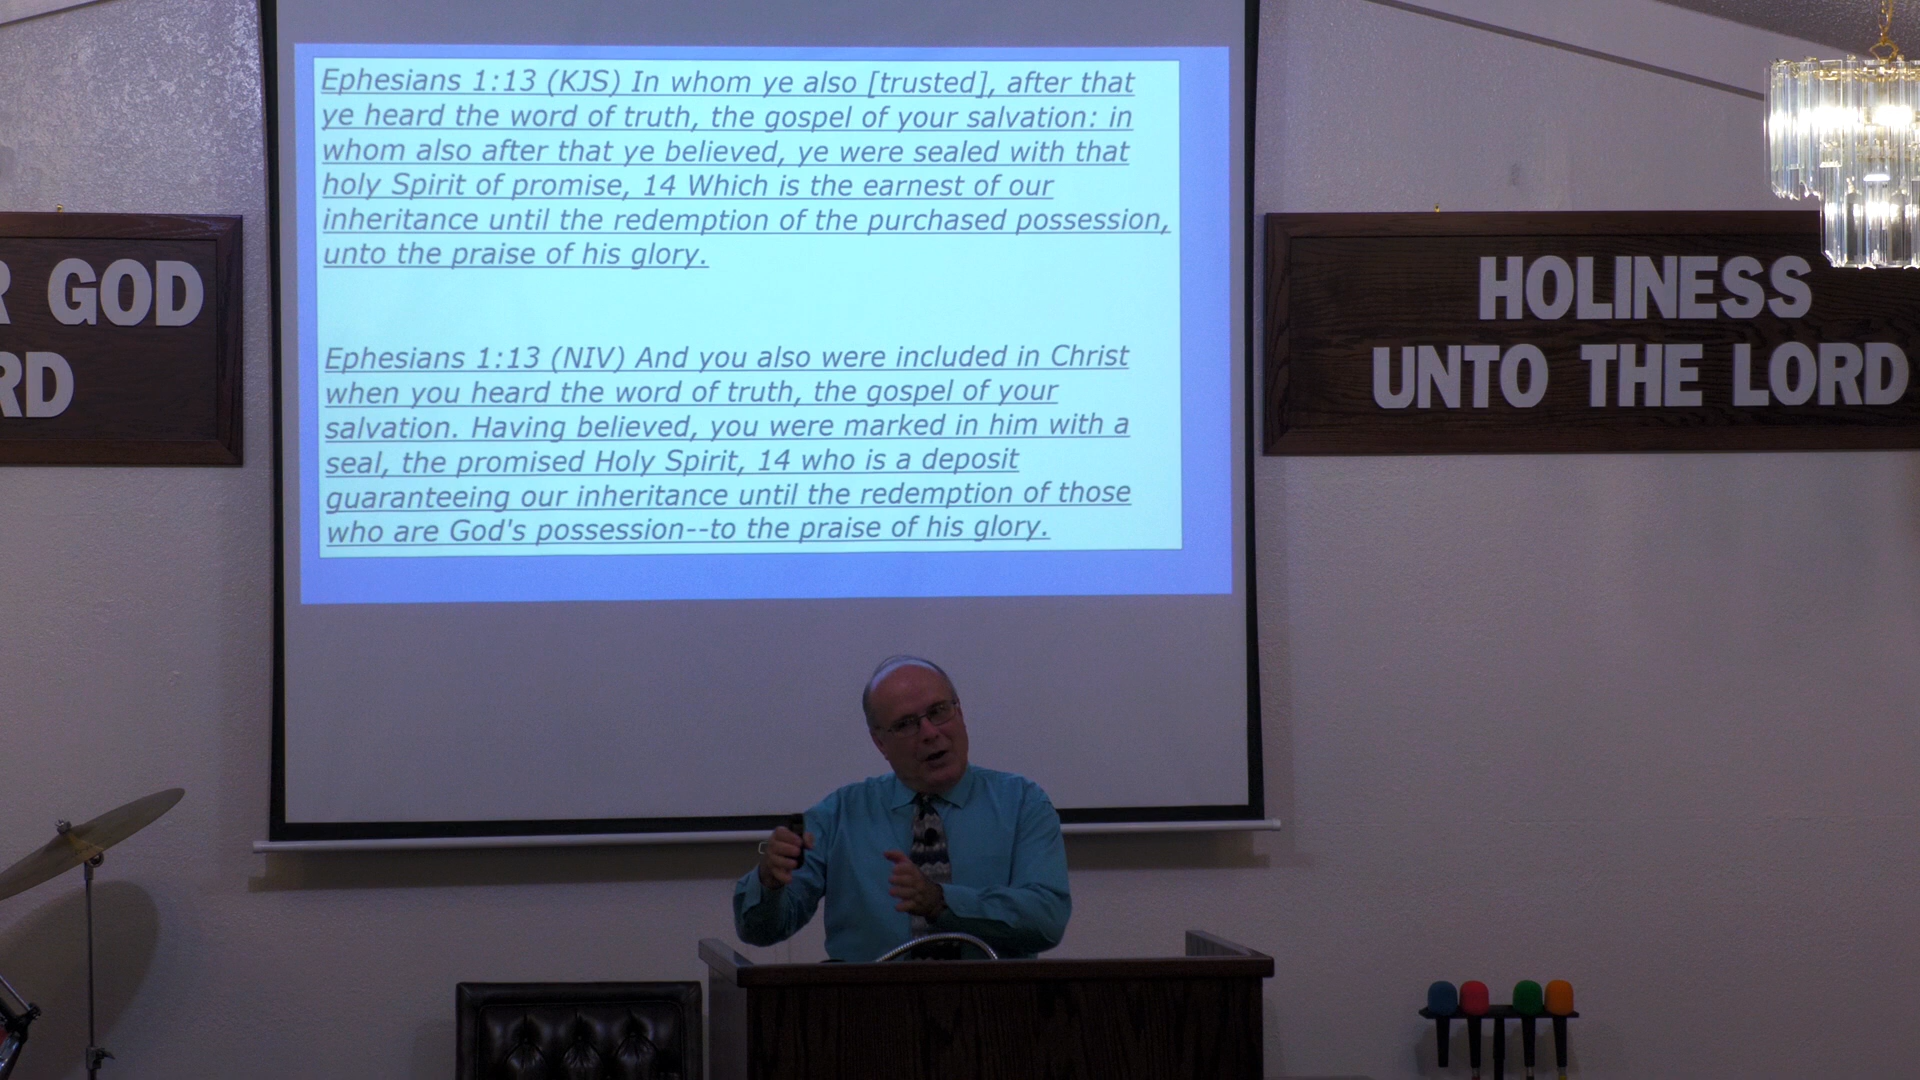 Ephesians 1:13 (KJS) In whom ye also [trusted], after that
ye heard the word of truth, the gospel of your salvation: in
whom also after that ye believed, ye were sealed with that
holy Spirit of promise, 14 Which is the earnest of our
inheritance until the redemption of the purchased possession,
unto the praise of his glory.
Ephesians 1:13 (NIV) And you also were included in Christ
when you heard the word of truth, the gospel of your
salvation. Having believed, you were marked in him with a
seal, the promised Holy Spirit, 14 who is a deposit
guaranteeing our inheritance until the redemption of those
who are God's possession--to the praise of his glory.
R GOD
RD
HOLINESS
UNTO THE LORD